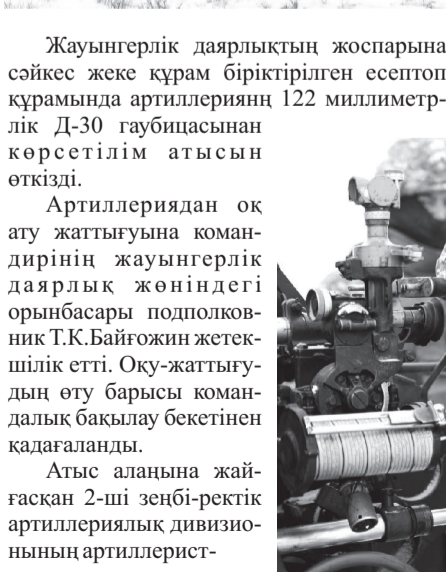 Жауынгерлік даярлықтың жоспарына
сәйкес жеке құрам біріктірілген есептоп
құрамында артиллериянң 122 миллиметр-
лік Д-30 гаубицасынан
көрсетілім атысын
өткізді.
Артиллериядан оқ
ату жаттығуына коман-
дирінің жауынгерлік
даярлық жөніндегі
орынбасары подполков-
ник Т.К.Байғожин жетек-
шілік етті. Оқу-жаттығу-
дың өту барысы коман-
далық бақылау бекетінен
қадағаланды.
Атыс алаңына жай-
ғасқан 2-ші зеңбі-ректік
артиллериялық дивизио-
нының артиллерист-